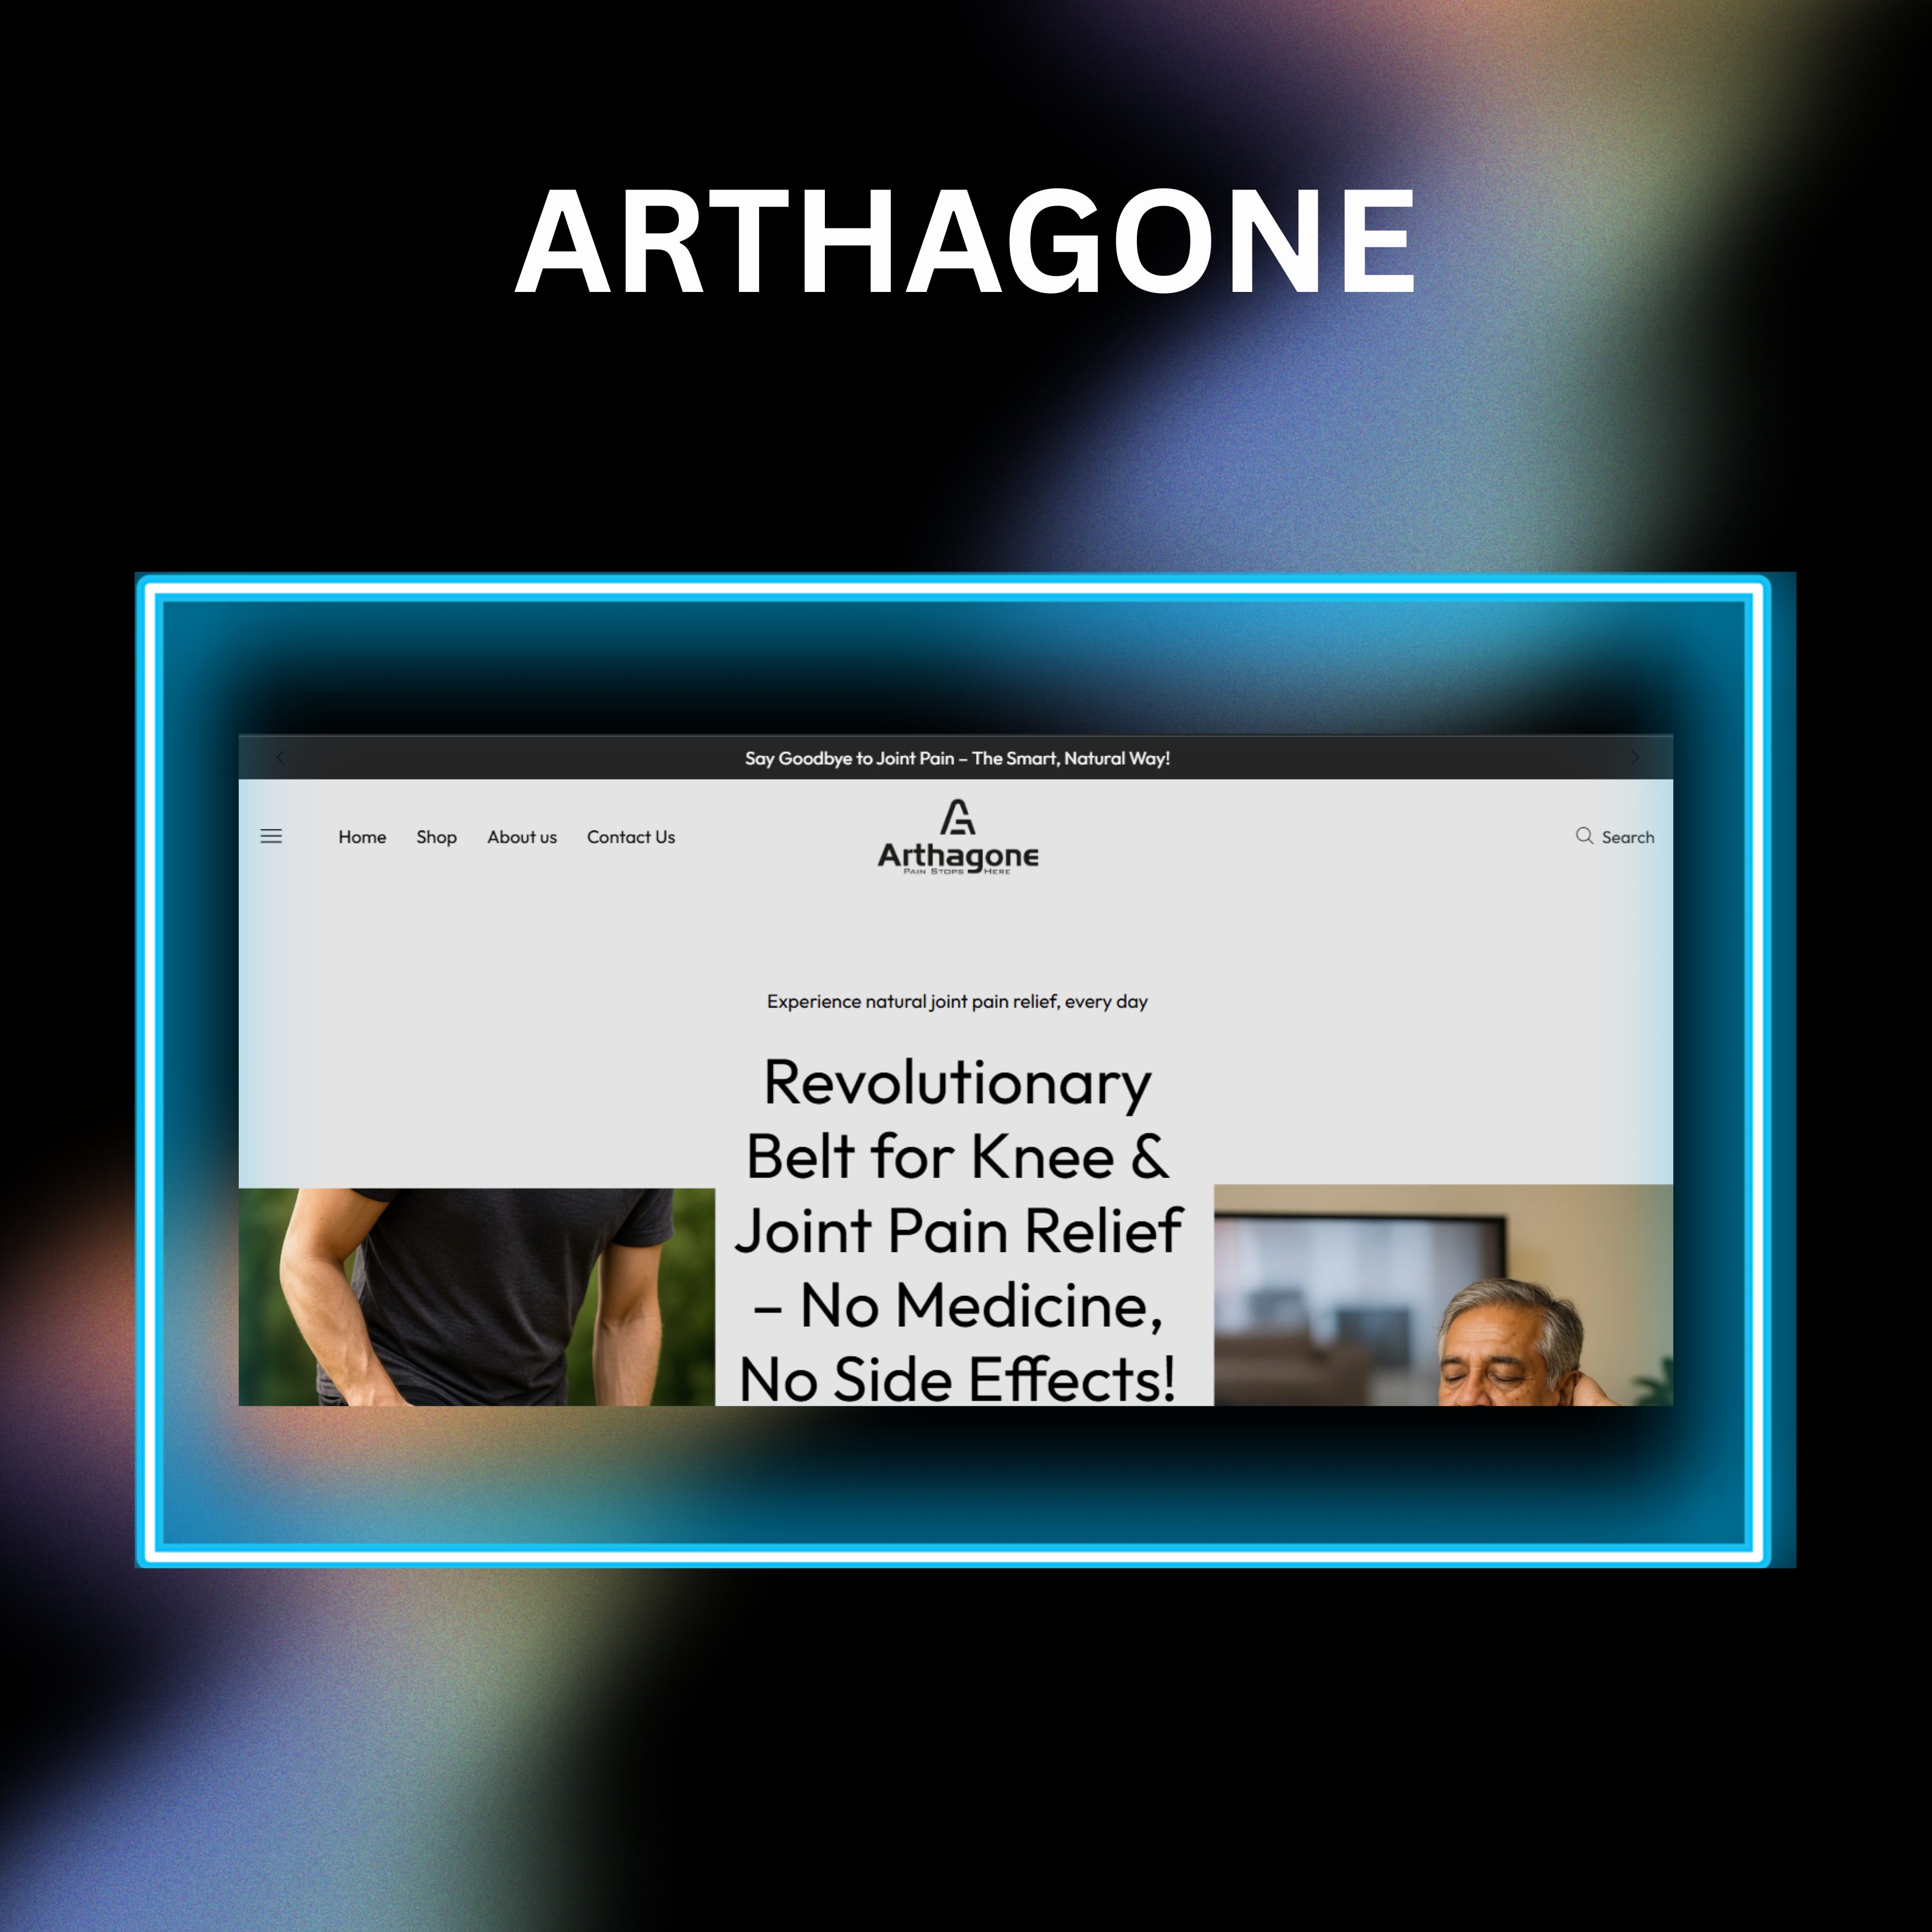 ARTHAGONE
Say Goodbye to Joint Pain – The Smart, Natural Way!
Home Shop About us Contact Us
Arthagone
PAIN STOPS HERE
Search
Experience natural joint pain relief, every day
Revolutionary
Belt for Knee &
Joint Pain Relief
– No Medicine,
No Side Effects!